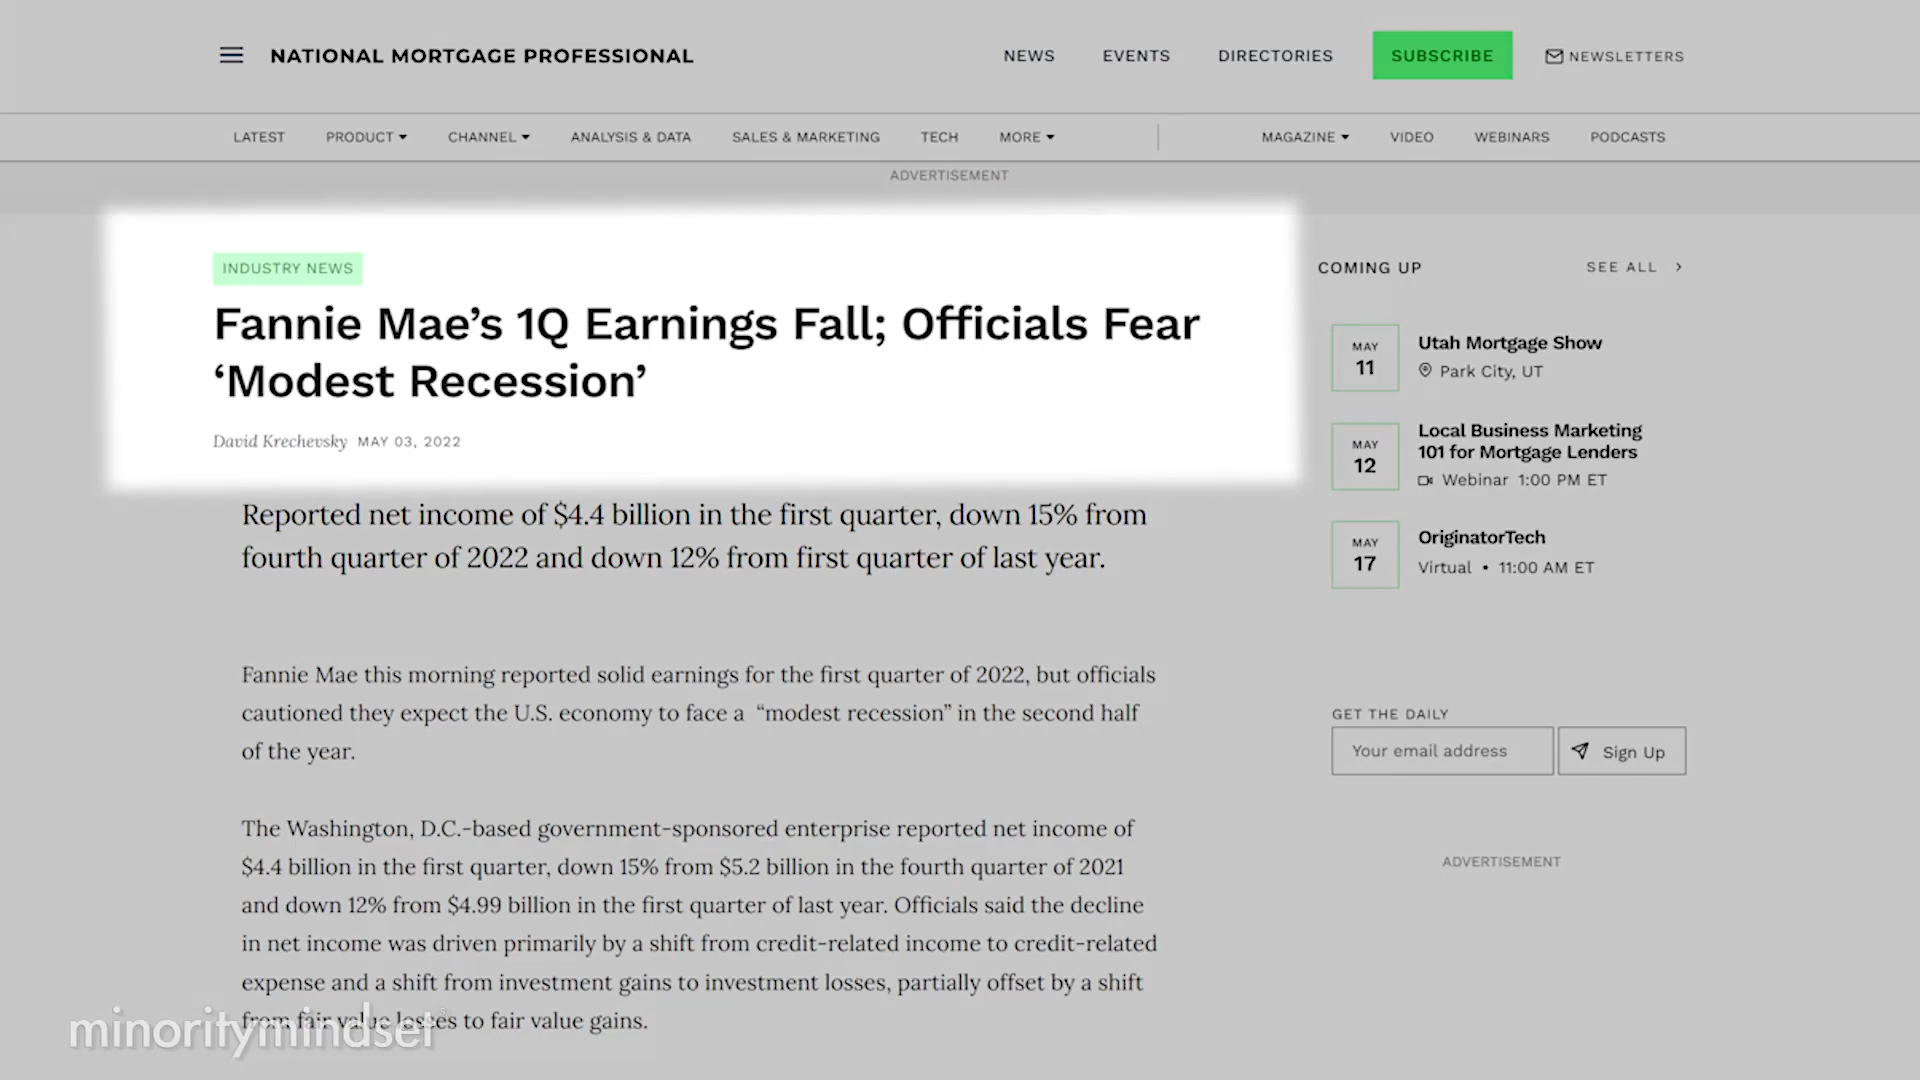 NATIONAL MORTGAGE PROFESSIONAL
NEWS EVENTS DIRECTORIES SUBSCRIBE NEWSLETTERS
LATEST PRODUCT CHANNEL ANALYSIS & DATA SALES & MARKETING TECH MORE MAGAZINE VIDEO WEBINARS PODCASTS
ADVERTISEMENT
INDUSTRY NEWS
Fannie Mae’s 1Q Earnings Fall; Officials Fear
‘Modest Recession’
David Krechevsky MAY 03, 2022
Reported net income of $4.4 billion in the first quarter, down 15% from
fourth quarter of 2022 and down 12% from first quarter of last year.
Fannie Mae this morning reported solid earnings for the first quarter of 2022, but officials
cautioned they expect the U.S. economy to face a “modest recession” in the second half
of the year.
The Washington, D.C.-based government-sponsored enterprise reported net income of
$4.4 billion in the first quarter, down 15% from $5.2 billion in the fourth quarter of 2021
and down 12% from $4.99 billion in the first quarter of last year. Officials said the decline
in net income was driven primarily by a shift from credit-related income to credit-related
expense and a shift from investment gains to investment losses, partially offset by a shift
from fair value losses to fair value gains.
COMING UP SEE ALL
MAY
11
Utah Mortgage Show
Park City, UT
MAY
12
Local Business Marketing
101 for Mortgage Lenders
Webinar 1:00 PM ET
MAY
17
OriginatorTech
Virtual • 11:00 AM ET
GET THE DAILY
Your email address Sign Up
ADVERTISEMENT
minoritymindset